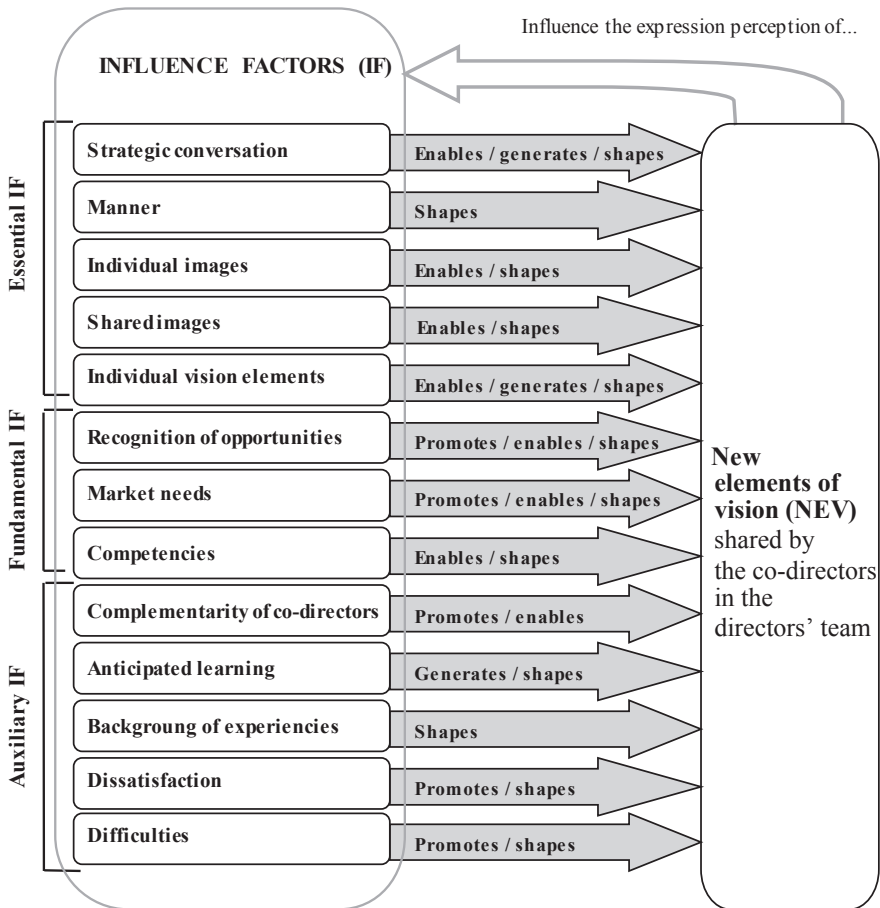 Influence the expression perception of...
INFLUENCE FACTORS (IF)
Essential IF
Strategic conversation
Enables / generates / shapes
Manner
Shapes
Individual images
Enables / shapes
Shared images
Enables / shapes
Individual vision elements
Enables / generates / shapes
Fundamental IF
Recognition of opportunities
Promotes / enables / shapes
Market needs
Promotes / enables / shapes
Competencies
Enables / shapes
Auxiliary IF
Complementarity of co-directors
Promotes / enables
Anticipated learning
Generates / shapes
Backgroung of experiencies
Shapes
Dissatisfaction
Promotes / shapes
Difficulties
Promotes / shapes
New
elements of
vision (NEV)
shared by
the co-directors
in the
directors' team